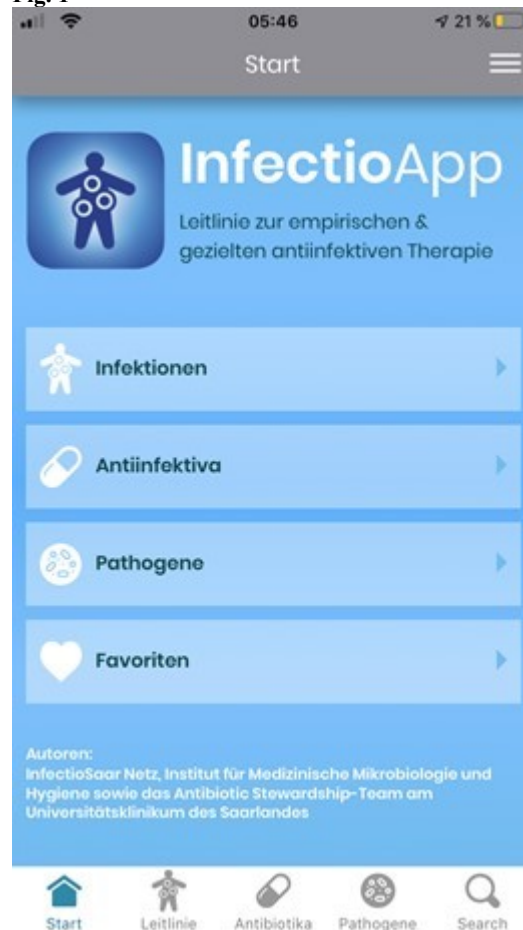 Fig. 1
05:46
21 %
Start
InfectioApp
Leitlinie zur empirischen &
gezielten antiinfektiven Therapie
Infektionen
Antiinfektiva
Pathogene
Favoriten
Autoren:
InfectioSaar Netz, Institut für Medizinische Mikrobiologie und
Hygiene sowie das Antibiotic Stewardship-Team am
Universitätsklinikum des Saarlandes
Start Leitlinie Antibiotika Pathogene Search